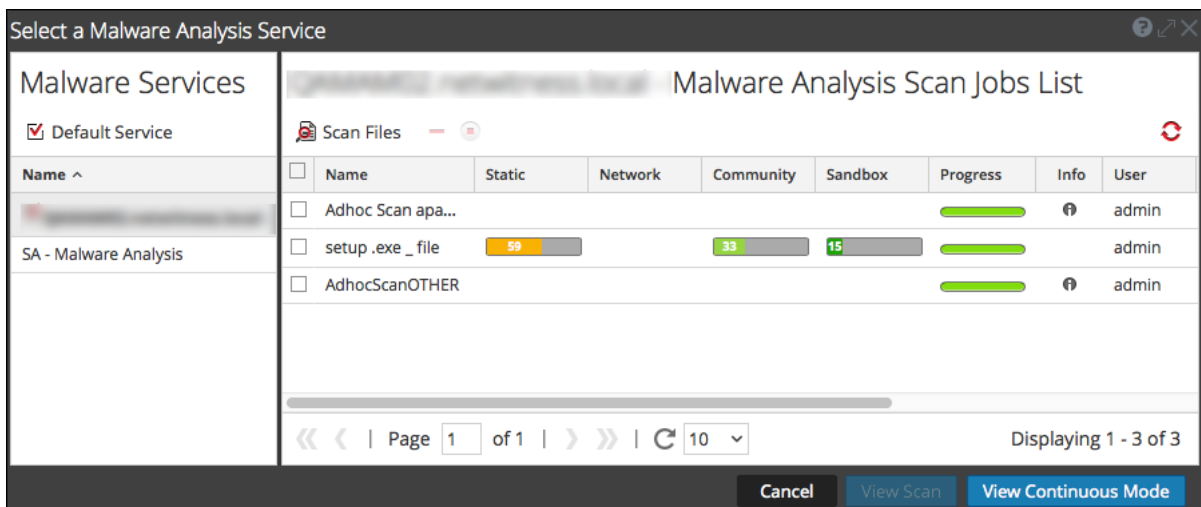 Select a Malware Analysis Service
Malware Services
Default Service
Name
SA - Malware Analysis
Malware Analysis Scan Jobs List
Scan Files
Name Static Network Community Sandbox Progress Info User
Adhoc Scan apa... admin
setup .exe _ file 59 33 15 admin
AdhocScanOTHER admin
Page 1 of 1 10 Displaying 1 - 3 of 3
Cancel View Scan View Continuous Mode